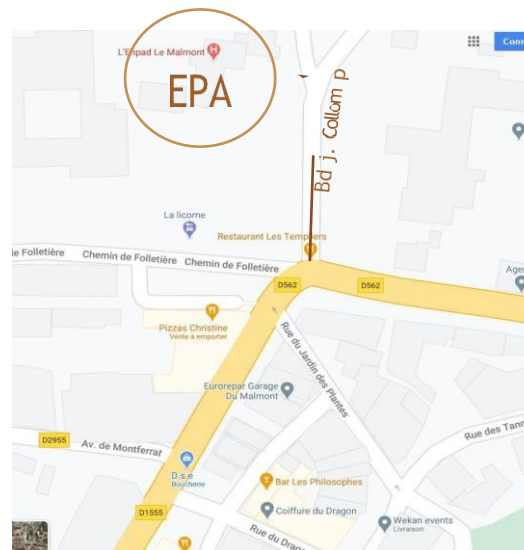 L'Ehpad Le Malmont
H
EPA
Bd j. Collom p
Conn
La licorne
Restaurant Les Templiers
le Folletière
Chemin de Folletière
Chemin de Folletière
D562
D562
Age
Pizzas Christine
Vente à emporter
Rue du Jardin des Plantes
Eurorepar Garage
Du Malmont
D2955
Av. de Montferrat
Rue des Tann
D s e
Boucherie
Bar Les Philosophes
D1555
Coiffure du Dragon
Wekan events
Livraison
Rue du Drag